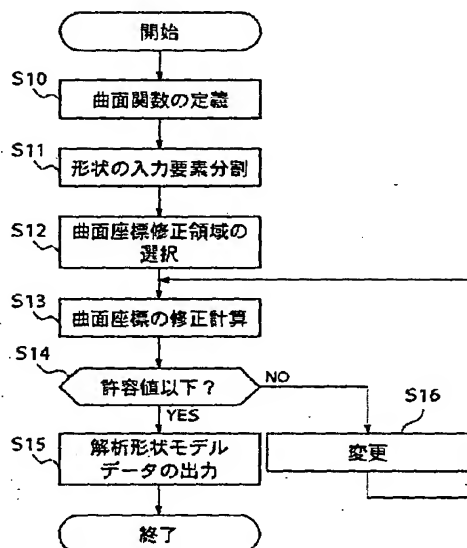 開始
S10
曲面関数の定義
S11
形状の入力要素分割
S12
曲面座標修正領域の
選択
S13
曲面座標の修正計算
S14
許容値以下?
NO
YES
S16
変更
S15
解析形状モデル
データの出力
終了